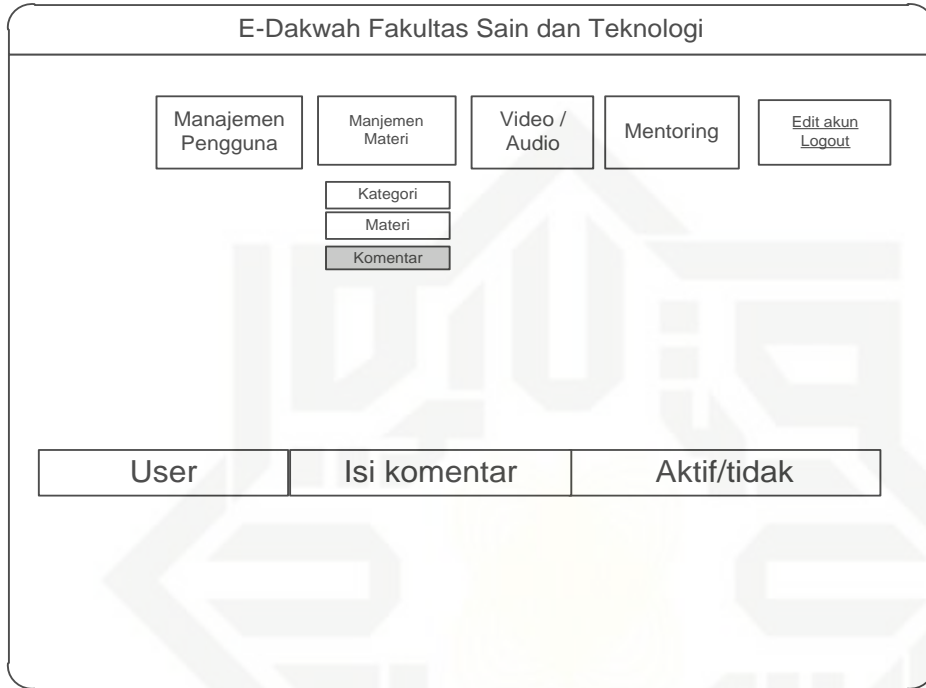 E-Dakwah Fakultas Sain dan Teknologi
Manajemen
Pengguna
Manjemen
Materi
Video /
Audio
Mentoring
Edit akun
Logout
Kategori
Materi
Komentar
User
Isi komentar
Aktif/tidak